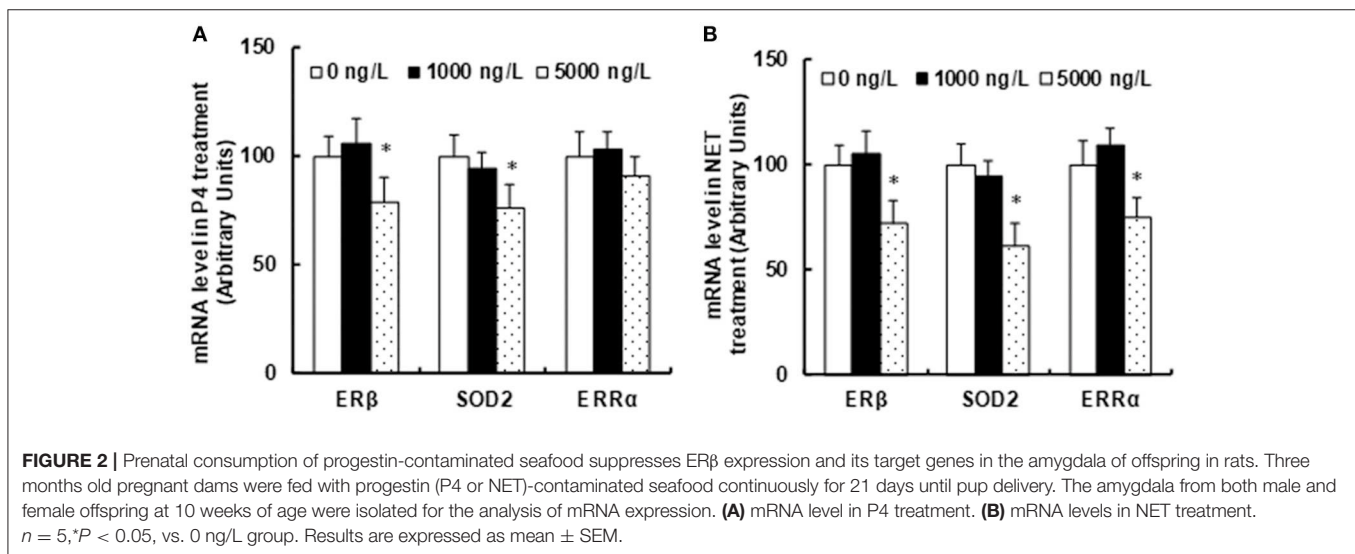 A
mRNA level in P4 treatment
(Arbitrary Units)
150
100
50
0
0 ng/L 1000 ng/L 5000 ng/L
*
*
ERβ SOD2 ERRα
B
mRNA level in NET
treatment (Arbitrary Units)
150
100
50
0
0 ng/L 1000 ng/L 5000 ng/L
*
*
*
ERβ SOD2 ERRα
FIGURE 2 | Prenatal consumption of progestin-contaminated seafood suppresses ERβ expression and its target genes in the amygdala of offspring in rats. Three
months old pregnant dams were fed with progestin (P4 or NET)-contaminated seafood continuously for 21 days until pup delivery. The amygdala from both male and
female offspring at 10 weeks of age were isolated for the analysis of mRNA expression. (A) mRNA level in P4 treatment. (B) mRNA levels in NET treatment.
n = 5,*P < 0.05, vs. 0 ng/L group. Results are expressed as mean ± SEM.